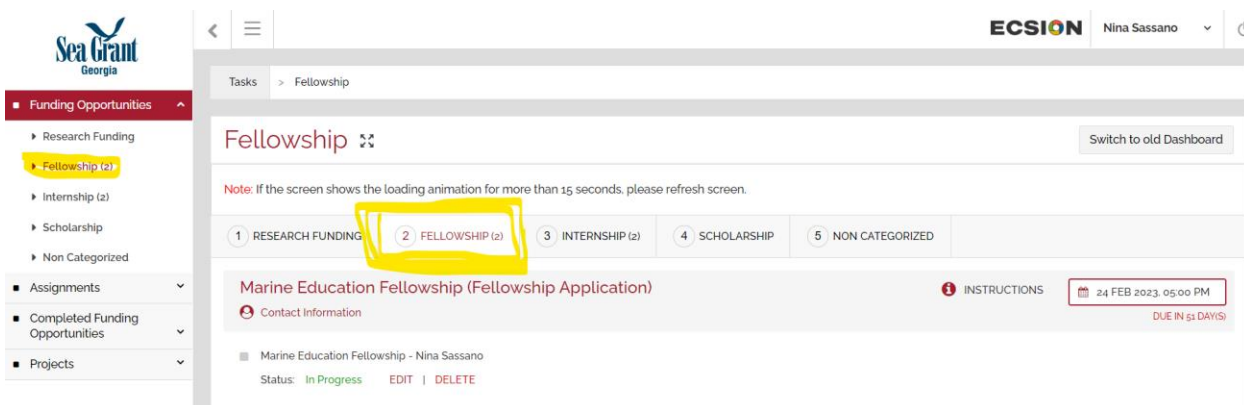 Sea Grant
Georgia
Funding Opportunities
Research Funding
Fellowship (2)
Internship (2)
Scholarship
Non Categorized
Assignments
Completed Funding
Opportunities
Projects
ECSI●N Nina Sassano
Tasks > Fellowship
Fellowship
Switch to old Dashboard
Note: If the screen shows the loading animation for more than 15 seconds, please refresh screen.
1 RESEARCH FUNDING 2 FELLOWSHIP (2) 3 INTERNSHIP (2) 4 SCHOLARSHIP 5 NON CATEGORIZED
Marine Education Fellowship (Fellowship Application)
INSTRUCTIONS
24 FEB 2023, 05:00 PM
Contact Information
DUE IN 51 DAY(S)
Marine Education Fellowship - Nina Sassano
Status: In Progress EDIT | DELETE